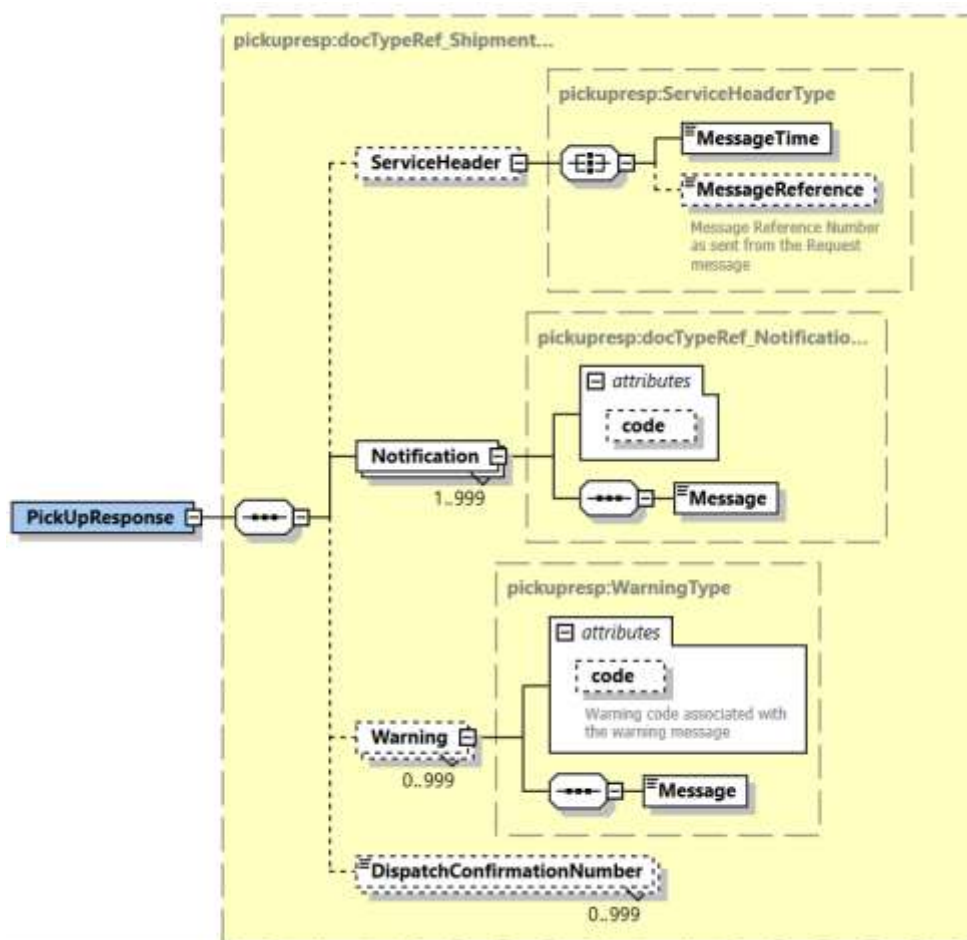 pickupresp:docTypeRef_Shipment...
pickupresp:ServiceHeaderType
ServiceHeader
MessageTime
MessageReference
Message Reference Number
as sent from the Request
message
pickupresp:docTypeRef_Notificatio...
attributes
code
Notification
1..999
Message
PickUpResponse
pickupresp:WarningType
attributes
code
Warning code associated with
the warning message
Warning
0..999
Message
DispatchConfirmationNumber
0..999